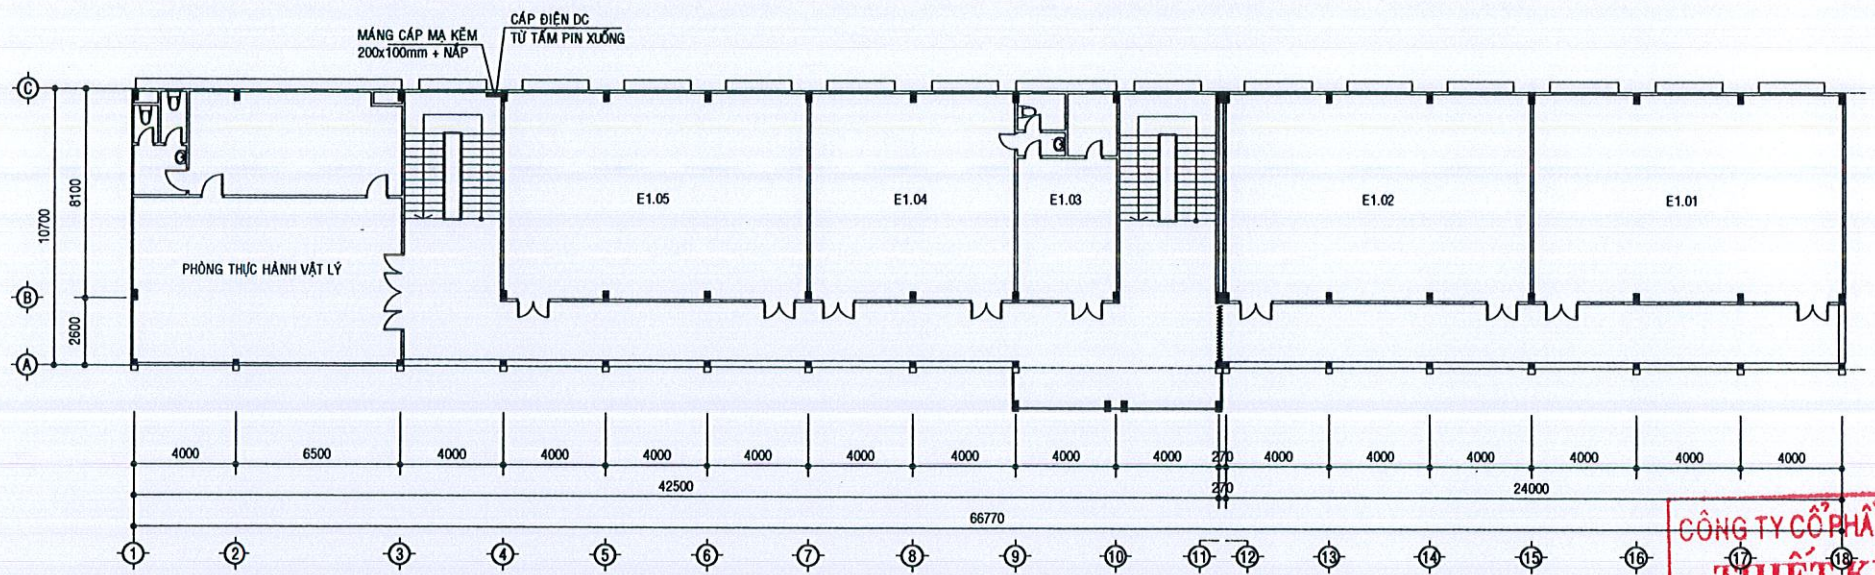 CÁP ĐIỆN DC
TỪ TẤM PIN XUỐNG
MÁNG CÁP MẠ KẼM
200x100mm + NẮP
C
B
A
10700
8100
2600
E1.05
E1.04
E1.03
E1.02
E1.01
PHÒNG THỰC HÀNH VẬT LÝ
4000 6500 4000 4000 4000 4000 4000 4000 4000 4000 270 4000 4000 4000 4000 4000 4000
42500 270 24000
66770
1 2 3 4 5 6 7 8 9 10 11 12 13 14 15 16 17 18
CÔNG TY CỔ PHẦ
THIẾT K